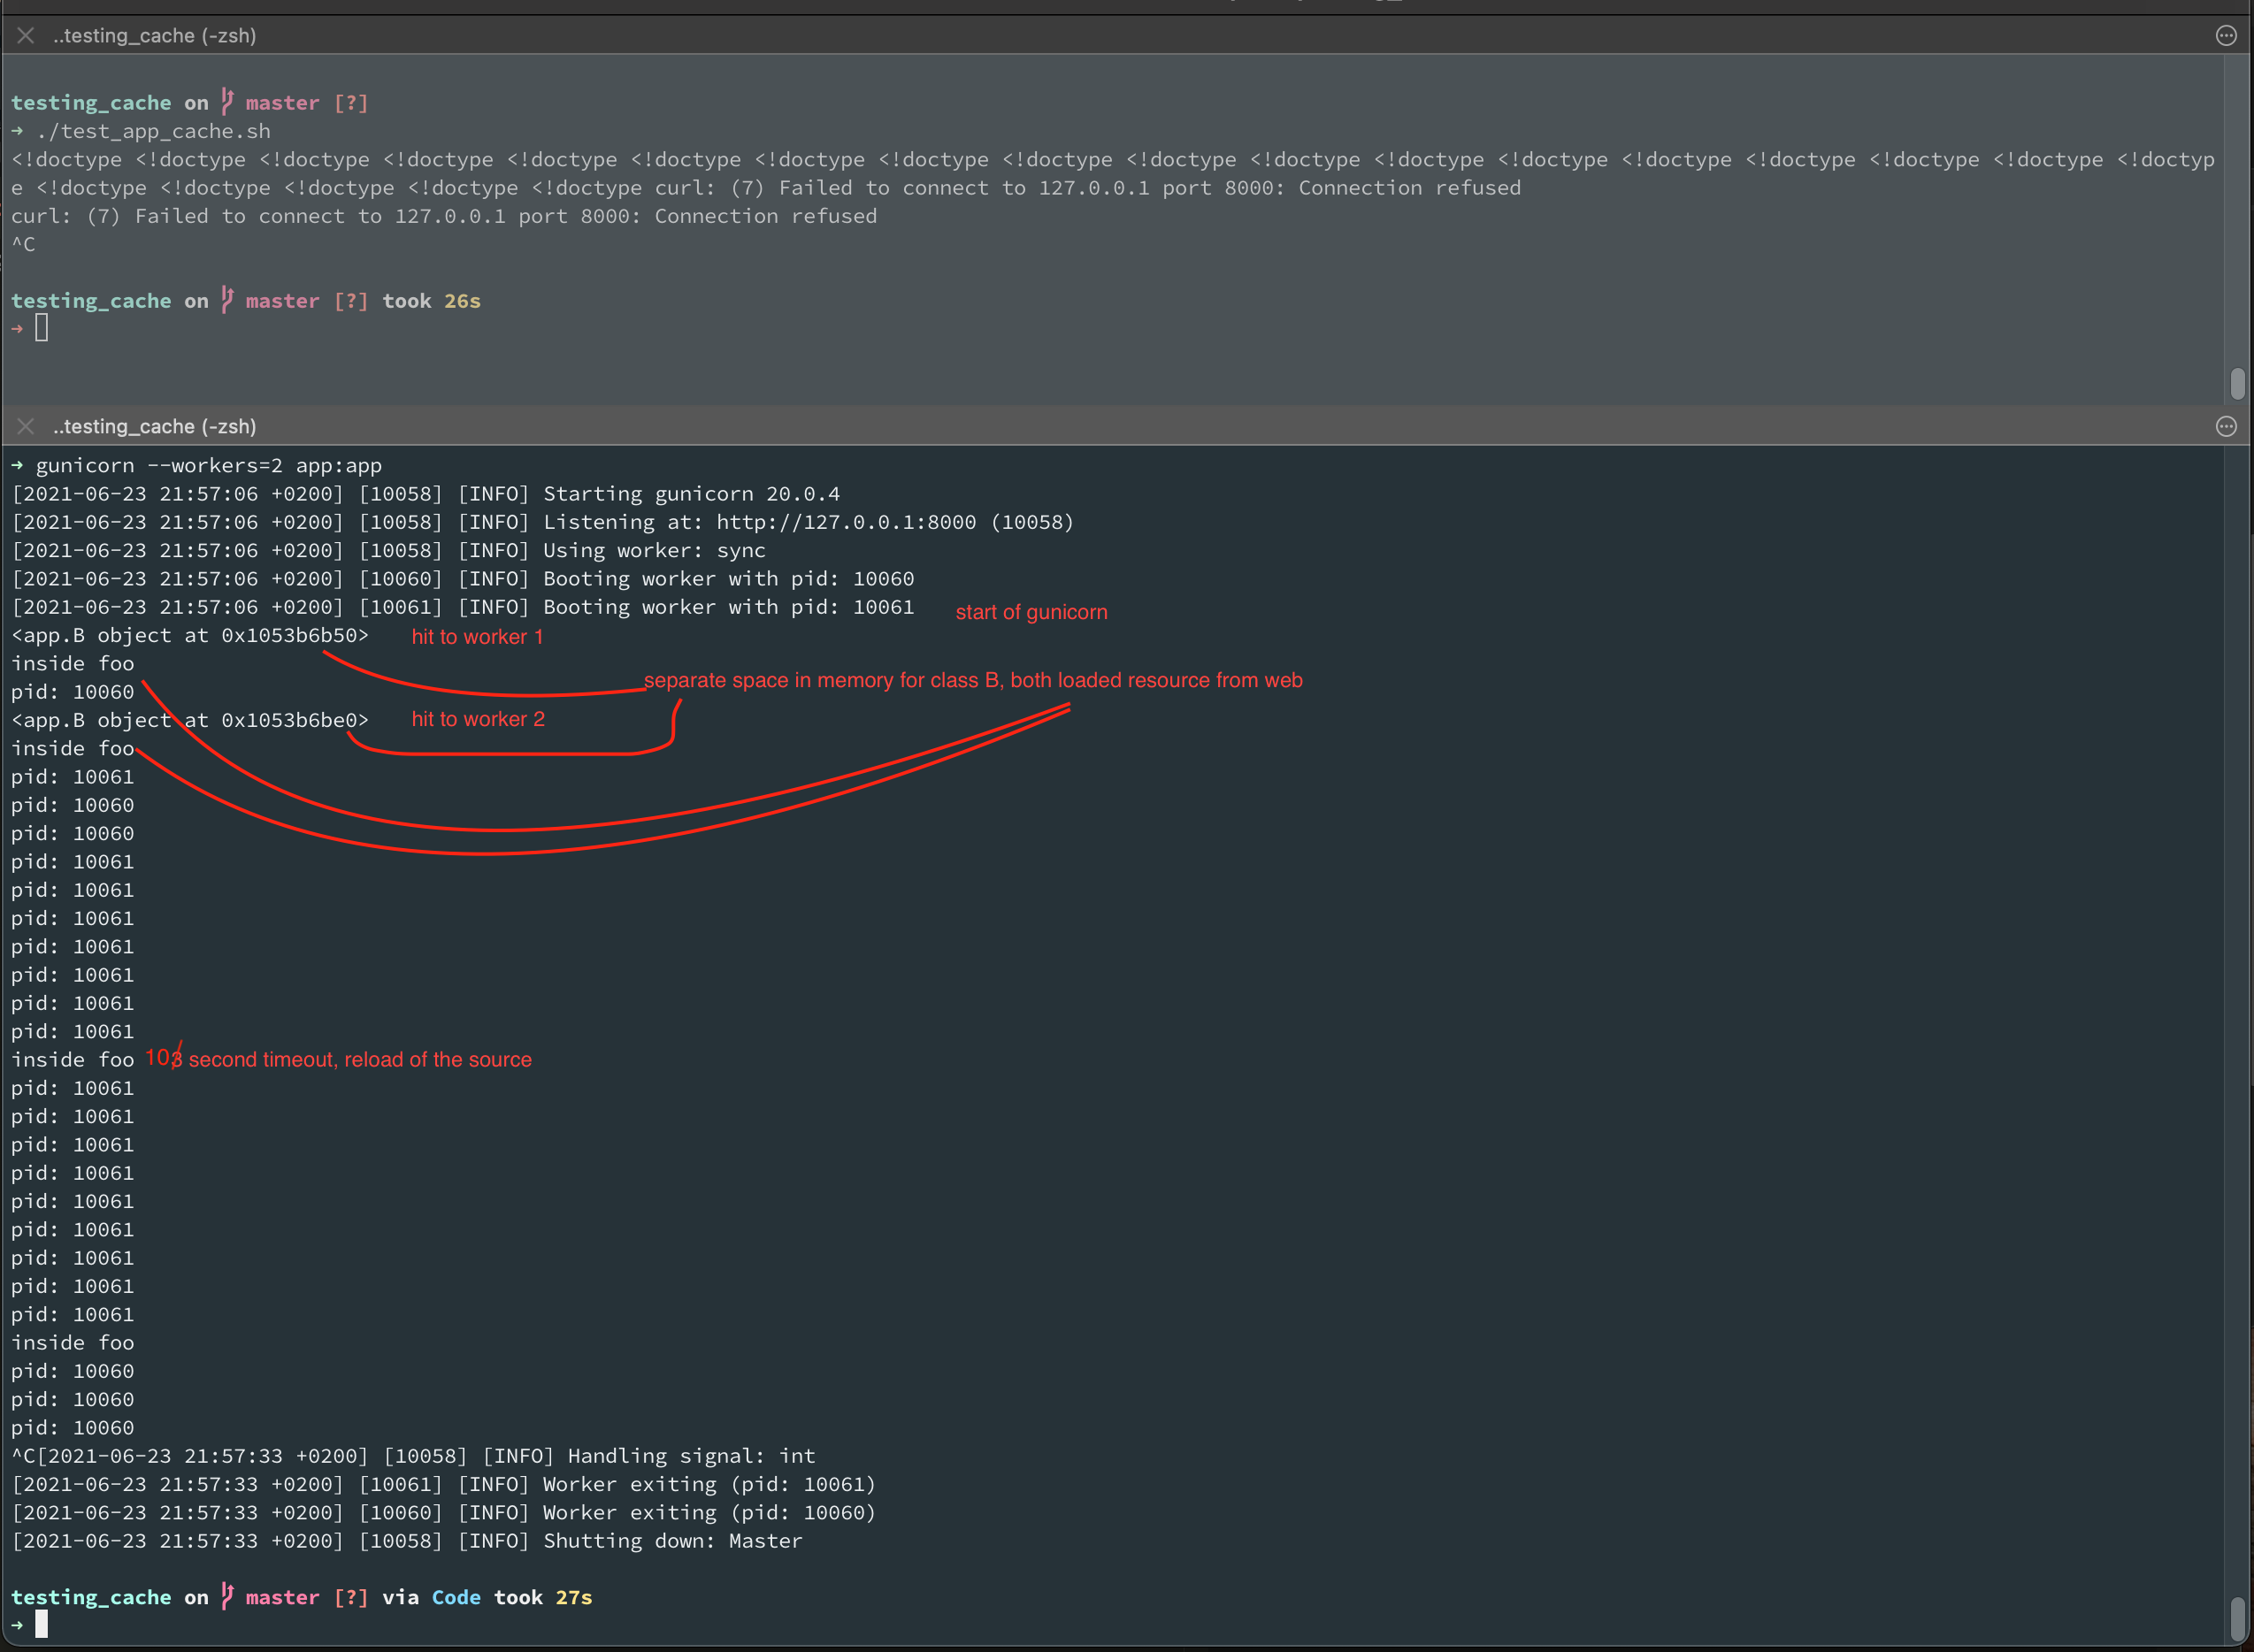 ..testing_cache (-zsh)
testing_cache on master [?]
➜ ./test_app_cache.sh
<!doctype <!doctype <!doctype <!doctype <!doctype <!doctype <!doctype <!doctype <!doctype <!doctype <!doctype <!doctype <!doctype <!doctype <!doctype <!doctype <!doctype <!doctyp
e <!doctype <!doctype <!doctype <!doctype <!doctype curl: (7) Failed to connect to 127.0.0.1 port 8000: Connection refused
curl: (7) Failed to connect to 127.0.0.1 port 8000: Connection refused
^C
testing_cache on master [?] took 26s
➜
..testing_cache (-zsh)
➜ gunicorn --workers=2 app:app
[2021-06-23 21:57:06 +0200] [10058] [INFO] Starting gunicorn 20.0.4
[2021-06-23 21:57:06 +0200] [10058] [INFO] Listening at: http://127.0.0.1:8000 (10058)
[2021-06-23 21:57:06 +0200] [10058] [INFO] Using worker: sync
[2021-06-23 21:57:06 +0200] [10060] [INFO] Booting worker with pid: 10060
[2021-06-23 21:57:06 +0200] [10061] [INFO] Booting worker with pid: 10061 start of gunicorn
<app.B object at 0x1053b6b50> hit to worker 1
inside foo
separate space in memory for class B, both loaded resource from web
pid: 10060
<app.B object at 0x1053b6be0> hit to worker 2
inside foo
pid: 10061
pid: 10060
pid: 10060
pid: 10061
pid: 10061
pid: 10061
pid: 10061
pid: 10061
pid: 10061
pid: 10061
inside foo 103 second timeout, reload of the source
pid: 10061
pid: 10061
pid: 10061
pid: 10061
pid: 10061
pid: 10061
pid: 10061
pid: 10061
pid: 10061
inside foo
pid: 10060
pid: 10060
pid: 10060
^C[2021-06-23 21:57:33 +0200] [10058] [INFO] Handling signal: int
[2021-06-23 21:57:33 +0200] [10061] [INFO] Worker exiting (pid: 10061)
[2021-06-23 21:57:33 +0200] [10060] [INFO] Worker exiting (pid: 10060)
[2021-06-23 21:57:33 +0200] [10058] [INFO] Shutting down: Master
testing_cache on master [?] via Code took 27s
➜